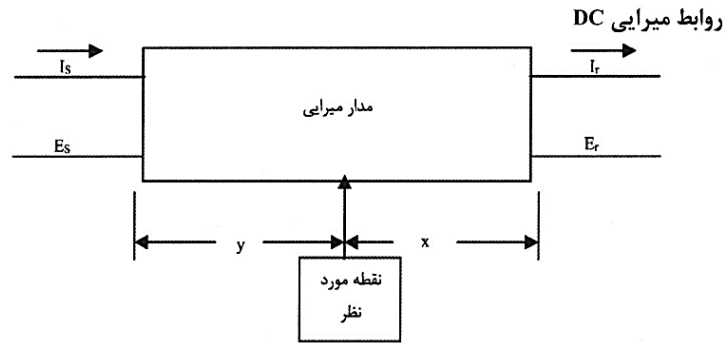 روابط میرایی DC
Is
Ir
مدار میرایی
Es
Er
y
x
نقطه مورد
نظر